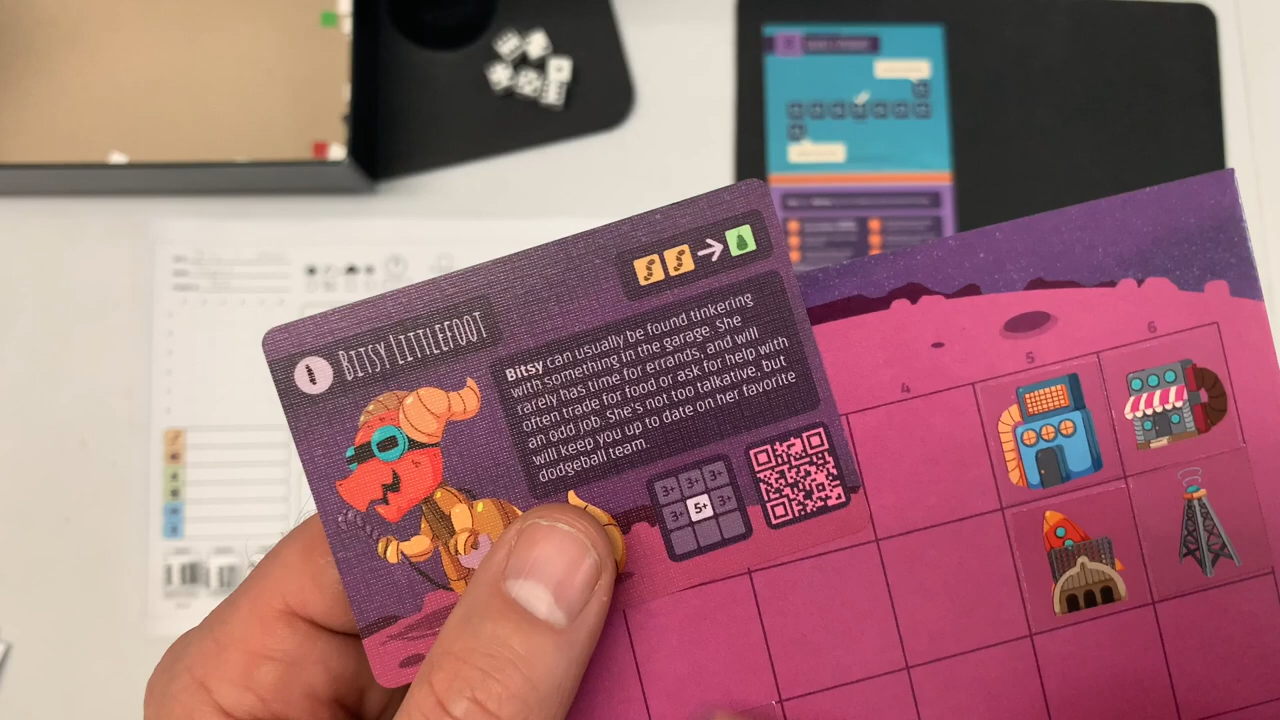 BITSY LITTLEFOOT
Bitsy can usually be found tinkering
with something in the garage. She
rarely has time for errands, and will
often trade for food or ask for help with
an odd job. She's not too talkative, but
will keep you up to date on her favorite
dodgeball team.
3+ 3+ 3+
3+ 5+ 3+
4
5
6